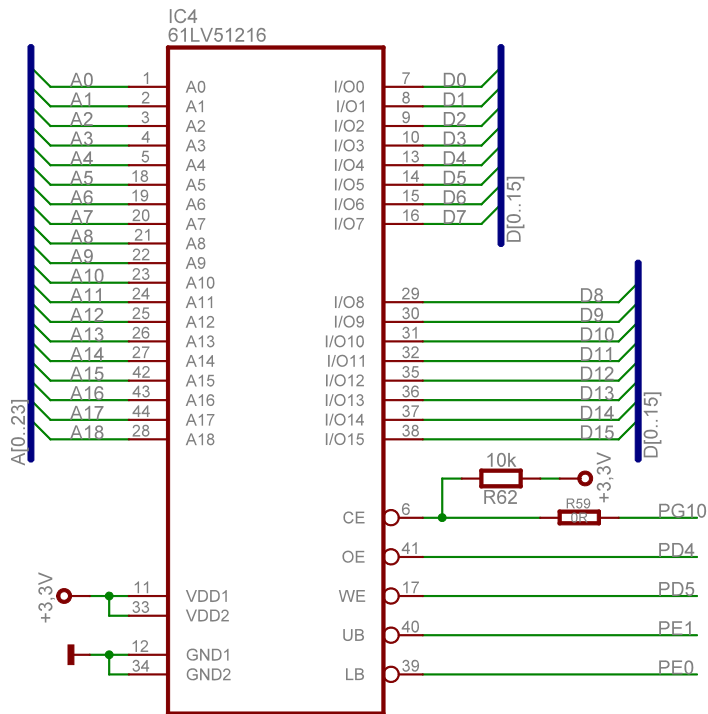 IC4
61LV51216
A0 1 A0 I/O0 7 D0
A1 2 A1 I/O1 8 D1
A2 3 A2 I/O2 9 D2
A3 4 A3 I/O3 10 D3
A4 5 A4 I/O4 13 D4
A5 18 A5 I/O5 14 D5
A6 19 A6 I/O6 15 D6
A7 20 A7 I/O7 16 D7
A8 21 A8
A9 22 A9
A10 23 A10
A11 24 A11 I/O8 29 D8
A12 25 A12 I/O9 30 D9
A13 26 A13 I/O10 31 D10
A14 27 A14 I/O11 32 D11
A15 42 A15 I/O12 35 D12
A16 43 A16 I/O13 36 D13
A17 44 A17 I/O14 37 D14
A18 28 A18 I/O15 38 D15
A[0..23]
D[0..15]
D[0..15]
10k
R62
+3,3V
CE 6 R59 PG10
0R
OE 41 PD4
+3,3V
11 VDD1 WE 17 PD5
33 VDD2
UB 40 PE1
12 GND1
34 GND2 LB 39 PE0